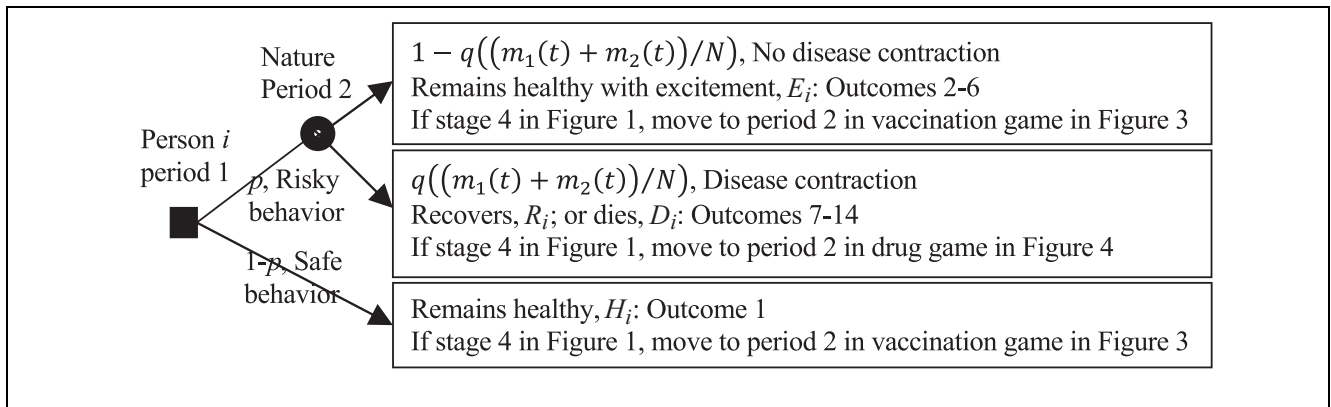 Nature
Period 2
Person i
period 1
p, Risky
behavior
1-p, Safe
behavior
1 − q((m₁(t) + m₂(t))/N), No disease contraction
Remains healthy with excitement, Eᵢ: Outcomes 2-6
If stage 4 in Figure 1, move to period 2 in vaccination game in Figure 3
q((m₁(t) + m₂(t))/N), Disease contraction
Recovers, Rᵢ; or dies, Dᵢ: Outcomes 7-14
If stage 4 in Figure 1, move to period 2 in drug game in Figure 4
Remains healthy, Hᵢ: Outcome 1
If stage 4 in Figure 1, move to period 2 in vaccination game in Figure 3